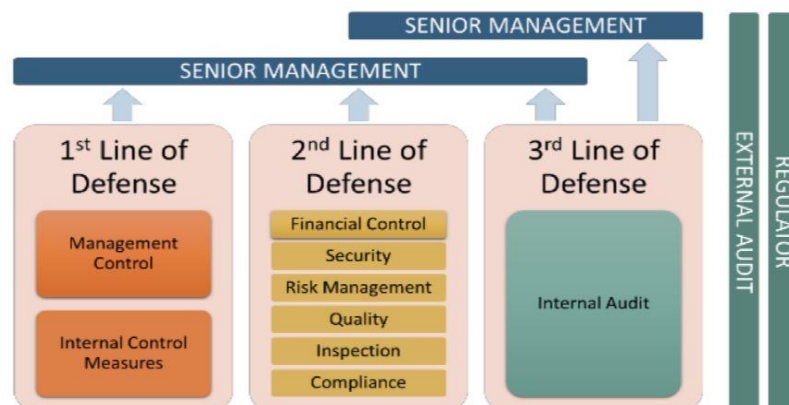 SENIOR MANAGEMENT
SENIOR MANAGEMENT
1st Line of
Defense
Management
Control
Internal Control
Measures
2nd Line of
Defense
Financial Control
Security
Risk Management
Quality
Inspection
Compliance
3rd Line of
Defense
Internal Audit
EXTERNAL AUDIT
REGULATOR